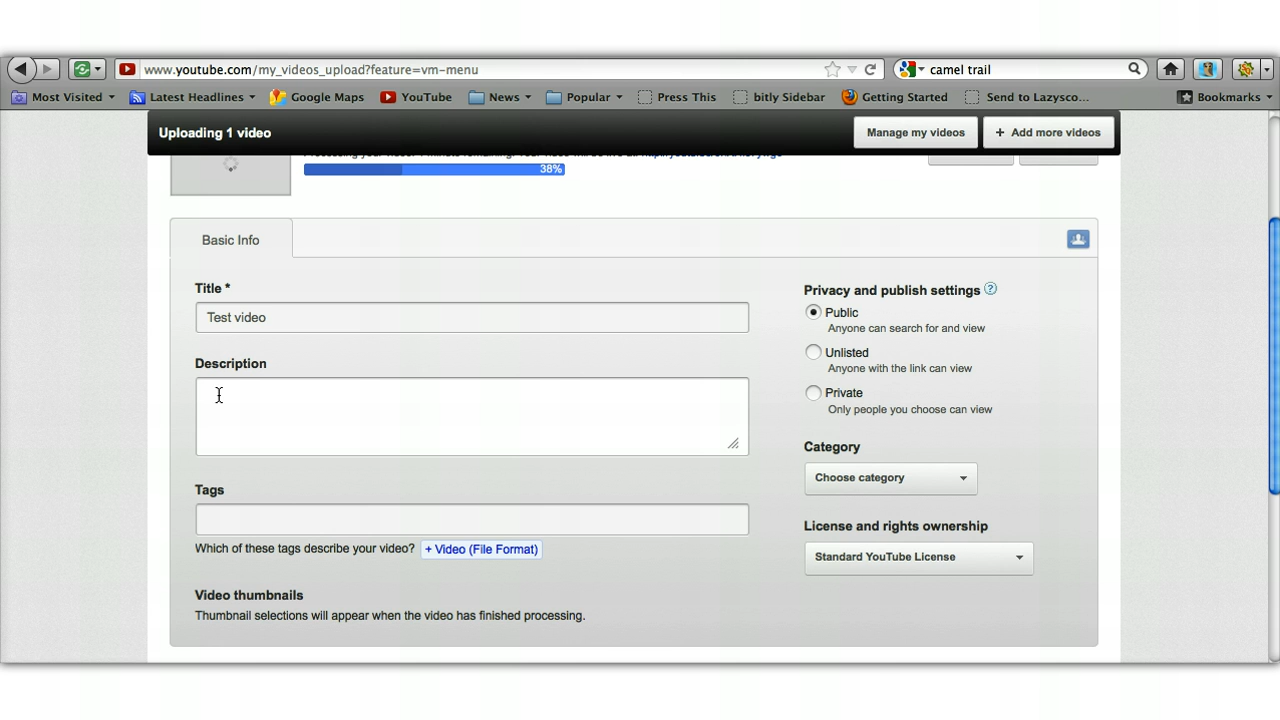 www.youtube.com/my_videos_upload?feature=vm-menu
camel trail
Most Visited
Latest Headlines
Google Maps
YouTube
News
Popular
Press This
bitly Sidebar
Getting Started
Send to Lazysco...
Bookmarks
Uploading 1 video
Manage my videos
+ Add more videos
38%
Basic Info
Title *
Test video
Description
Tags
Which of these tags describe your video? + Video (File Format)
Video thumbnails
Thumbnail selections will appear when the video has finished processing.
Privacy and publish settings ?
Public
Anyone can search for and view
Unlisted
Anyone with the link can view
Private
Only people you choose can view
Category
Choose category
License and rights ownership
Standard YouTube License